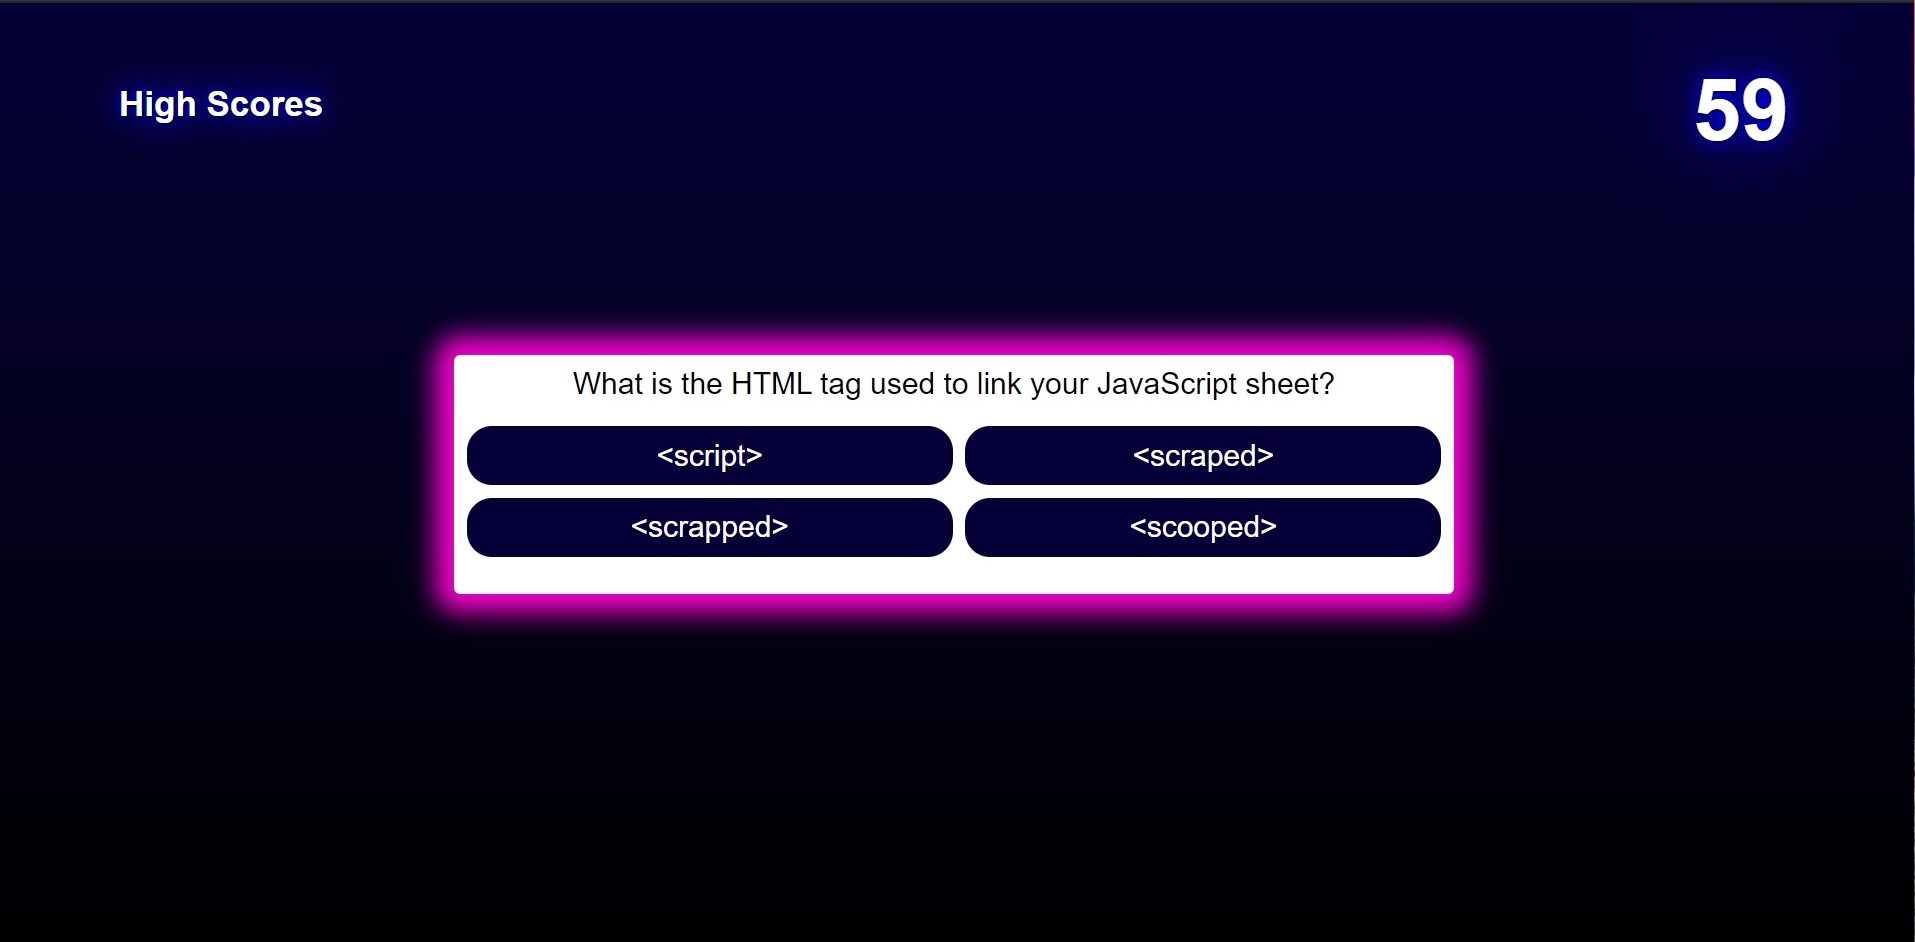 High Scores
59
What is the HTML tag used to link your JavaScript sheet?
<script>
<scraped>
<scrapped>
<scooped>